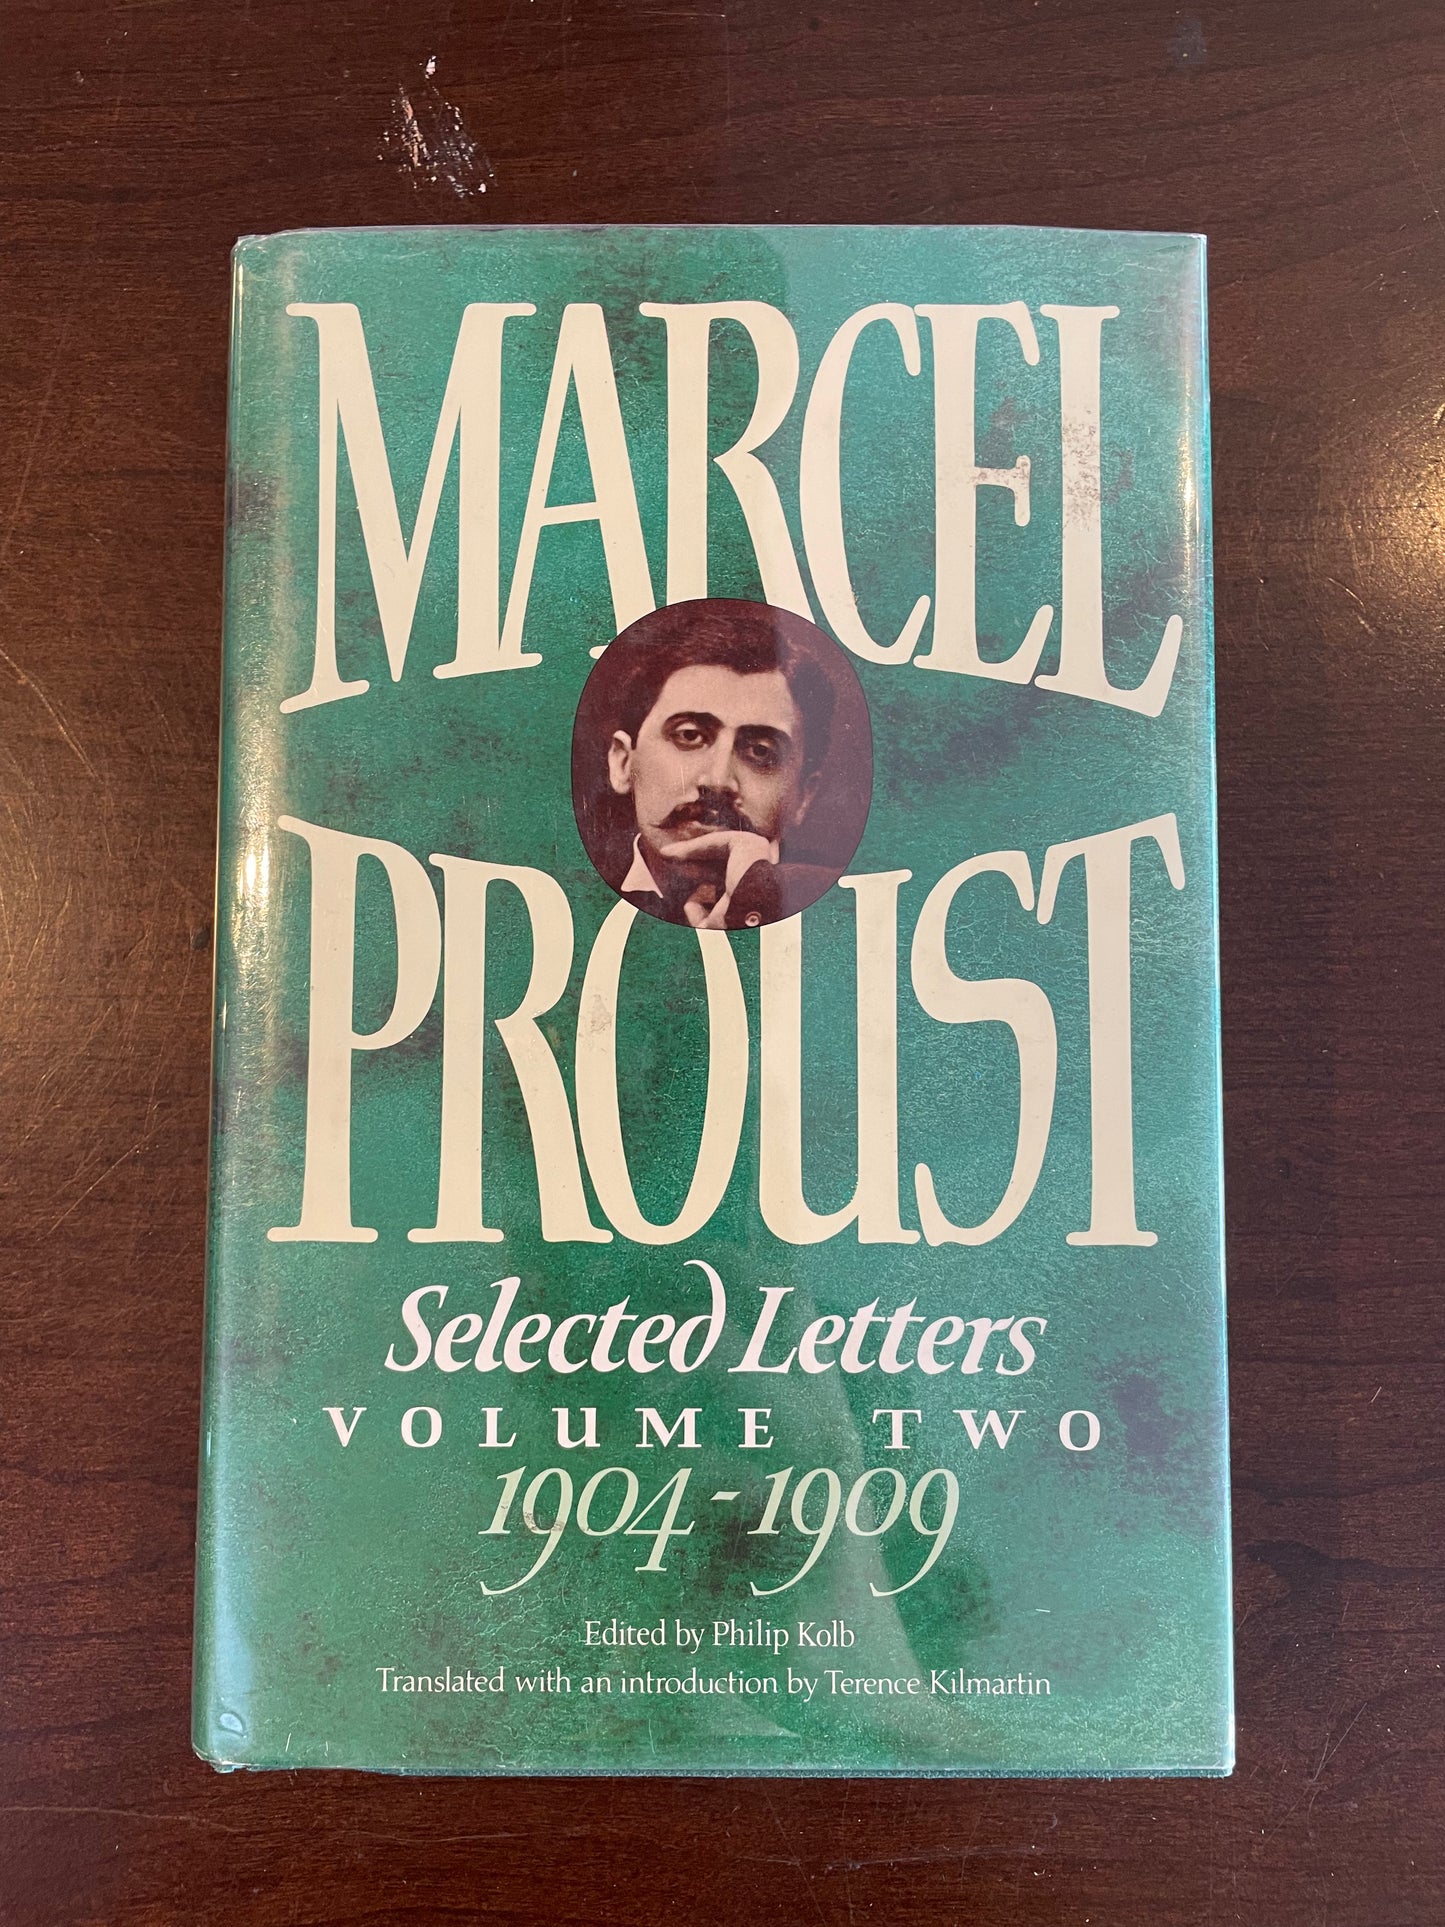 MARCEL
PROUST
Selected Letters
VOLUME TWO
1904-1909
Edited by Philip Kolb
Translated with an introduction by Terence Kilmartin